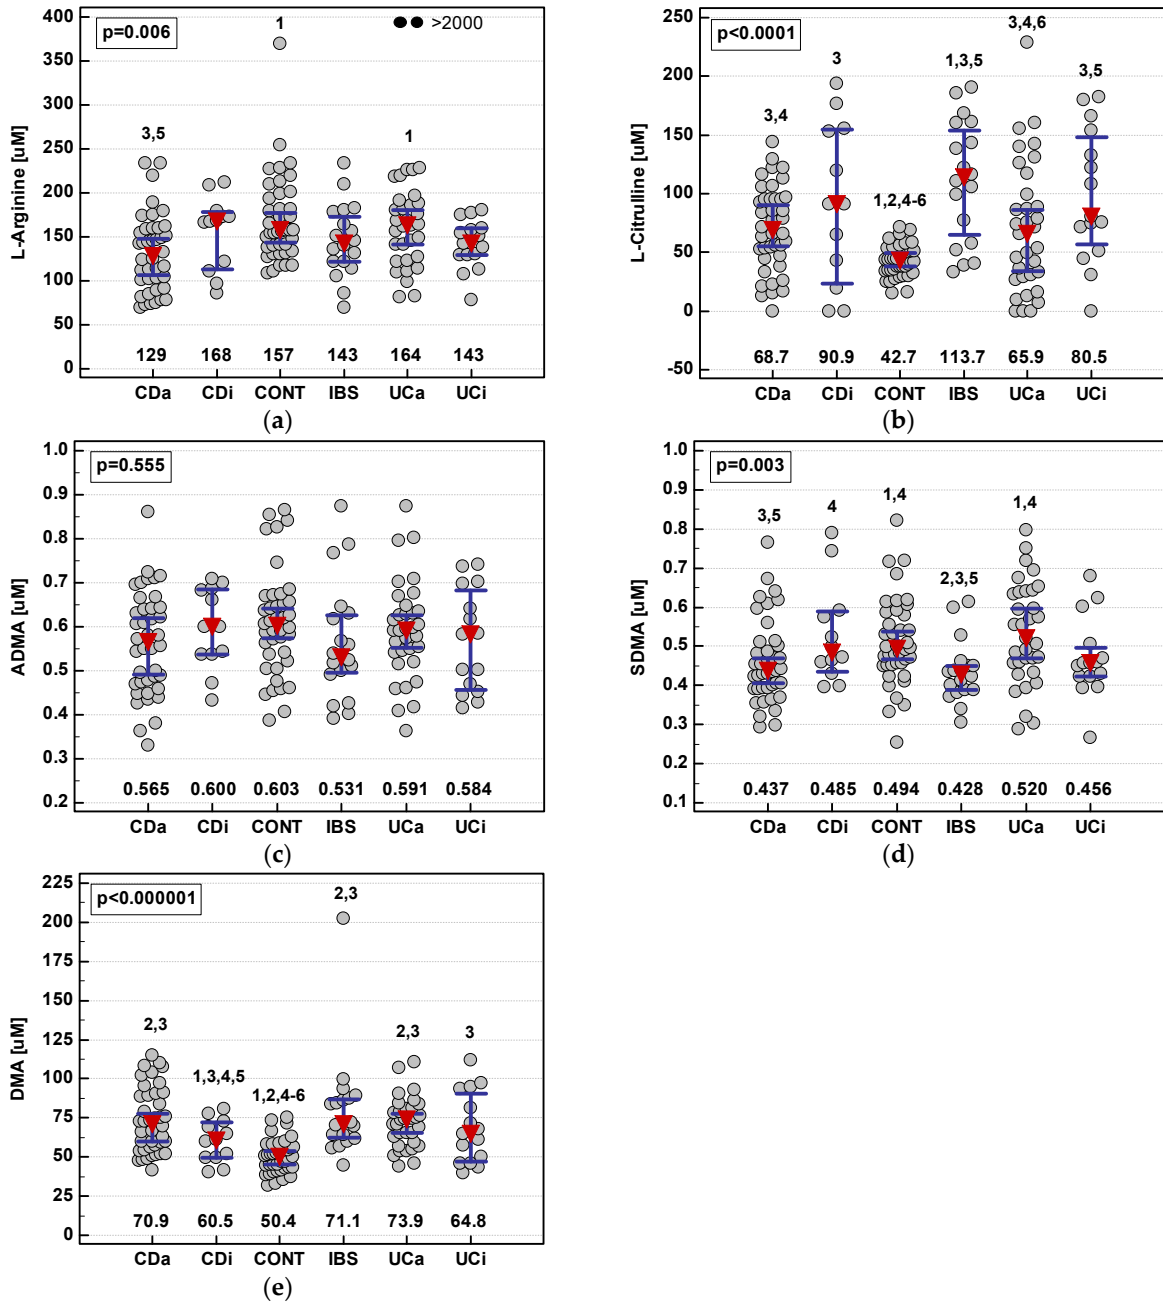 p=0.006
1
>2000
3,5
1
L-Arginine [uM]
400
350
300
250
200
150
100
50
0
129 168 157 143 164 143
CDa CDi CONT IBS UCa UCi
(a)
p<0.0001
3,4,6
3
1,3,5
3,5
3,4
1,2,4-6
L-Citrulline [uM]
250
200
150
100
50
0
-50
68.7 90.9 42.7 113.7 65.9 80.5
CDa CDi CONT IBS UCa UCi
(b)
p=0.555
ADMA [uM]
1.0
0.9
0.8
0.7
0.6
0.5
0.4
0.3
0.2
0.565 0.600 0.603 0.531 0.591 0.584
CDa CDi CONT IBS UCa UCi
(c)
p=0.003
3,5
4
1,4
2,3,5
1,4
SDMA [uM]
1.0
0.9
0.8
0.7
0.6
0.5
0.4
0.3
0.2
0.1
0.437 0.485 0.494 0.428 0.520 0.456
CDa CDi CONT IBS UCa UCi
(d)
p<0.000001
2,3
2,3
1,3,4,5
1,2,4-6
2,3
3
DMA [uM]
225
200
175
150
125
100
75
50
25
0
70.9 60.5 50.4 71.1 73.9 64.8
CDa CDi CONT IBS UCa UCi
(e)